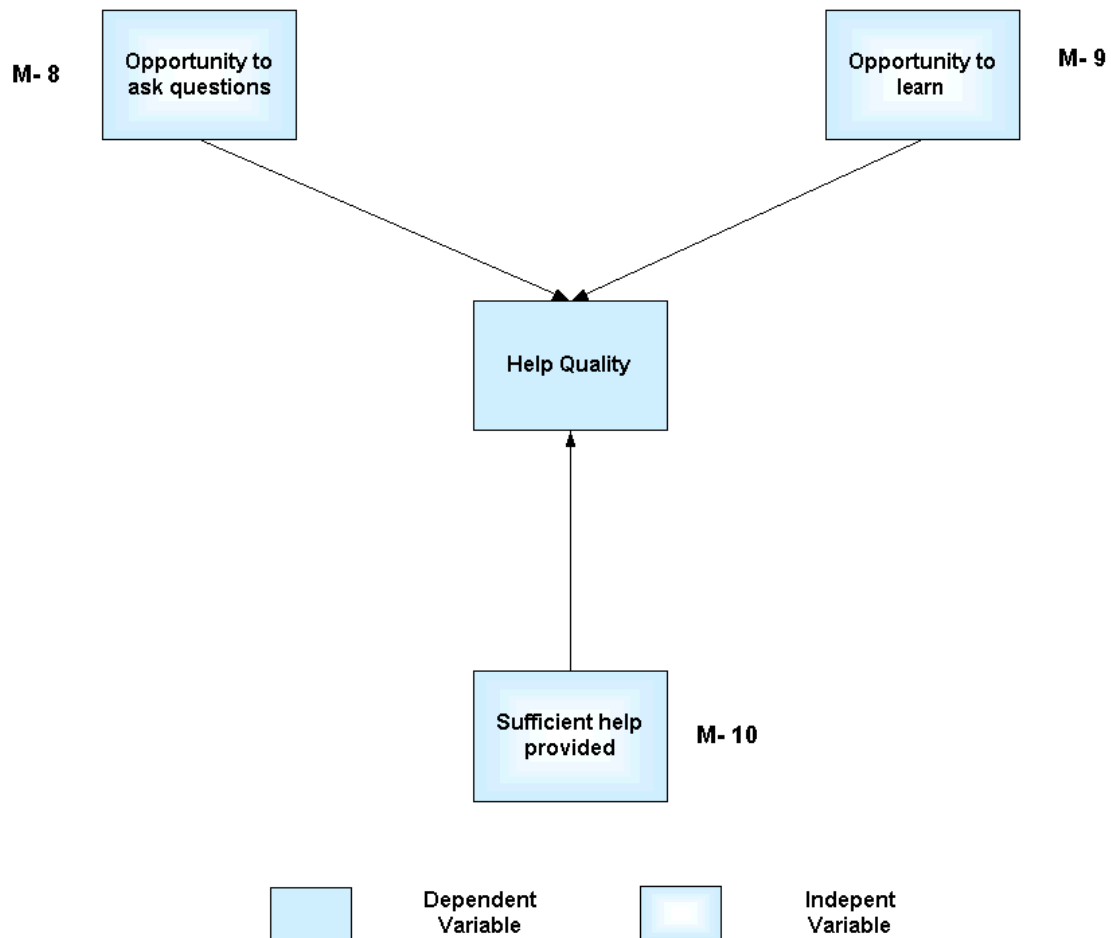 M- 8
Opportunity to
ask questions
Opportunity to
learn
M- 9
Help Quality
Sufficient help
provided
M- 10
Dependent
Variable
Indepent
Variable